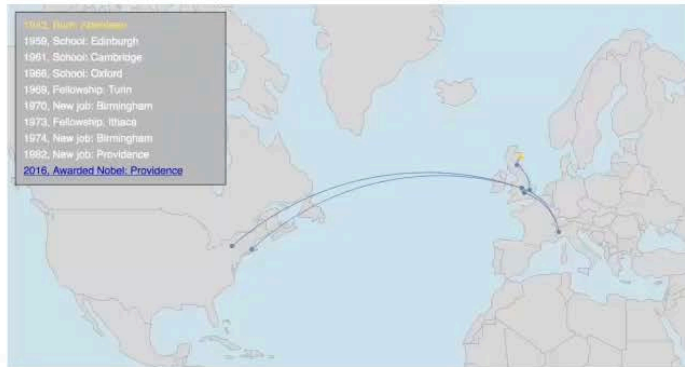 1943, Born: Aberdeen
1959, School: Edinburgh
1961, School: Cambridge
1966, School: Oxford
1969, Fellowship: Turin
1970, New job: Birmingham
1973, Fellowship, Ithaca
1974, New job: Birmingham
1982, New job: Providence
2016, Awarded Nobel: Providence